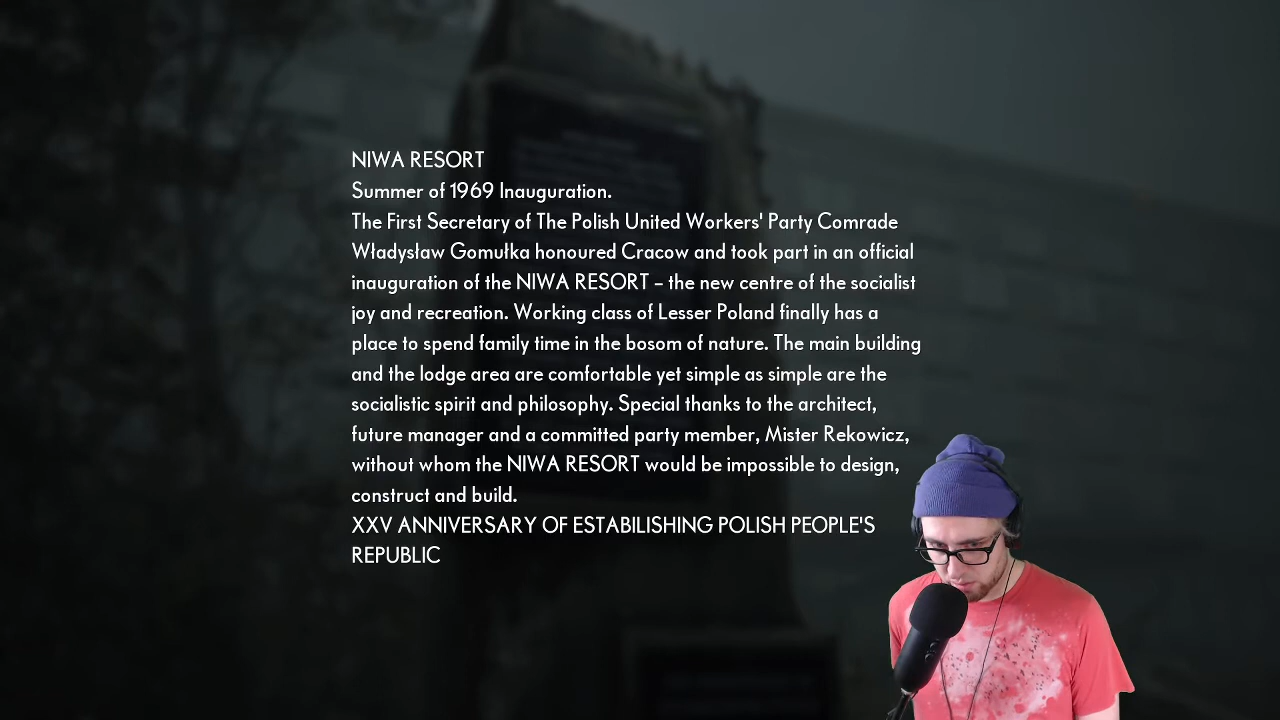 NIWA RESORT
Summer of 1969 Inauguration.
The First Secretary of The Polish United Workers' Party Comrade
Władysław Gomułka honoured Cracow and took part in an official
inauguration of the NIWA RESORT – the new centre of the socialist
joy and recreation. Working class of Lesser Poland finally has a
place to spend family time in the bosom of nature. The main building
and the lodge area are comfortable yet simple as simple are the
socialistic spirit and philosophy. Special thanks to the architect,
future manager and a committed party member, Mister Rekowicz,
without whom the NIWA RESORT would be impossible to design,
construct and build.
XXV ANNIVERSARY OF ESTABILISHING POLISH PEOPLE'S
REPUBLIC